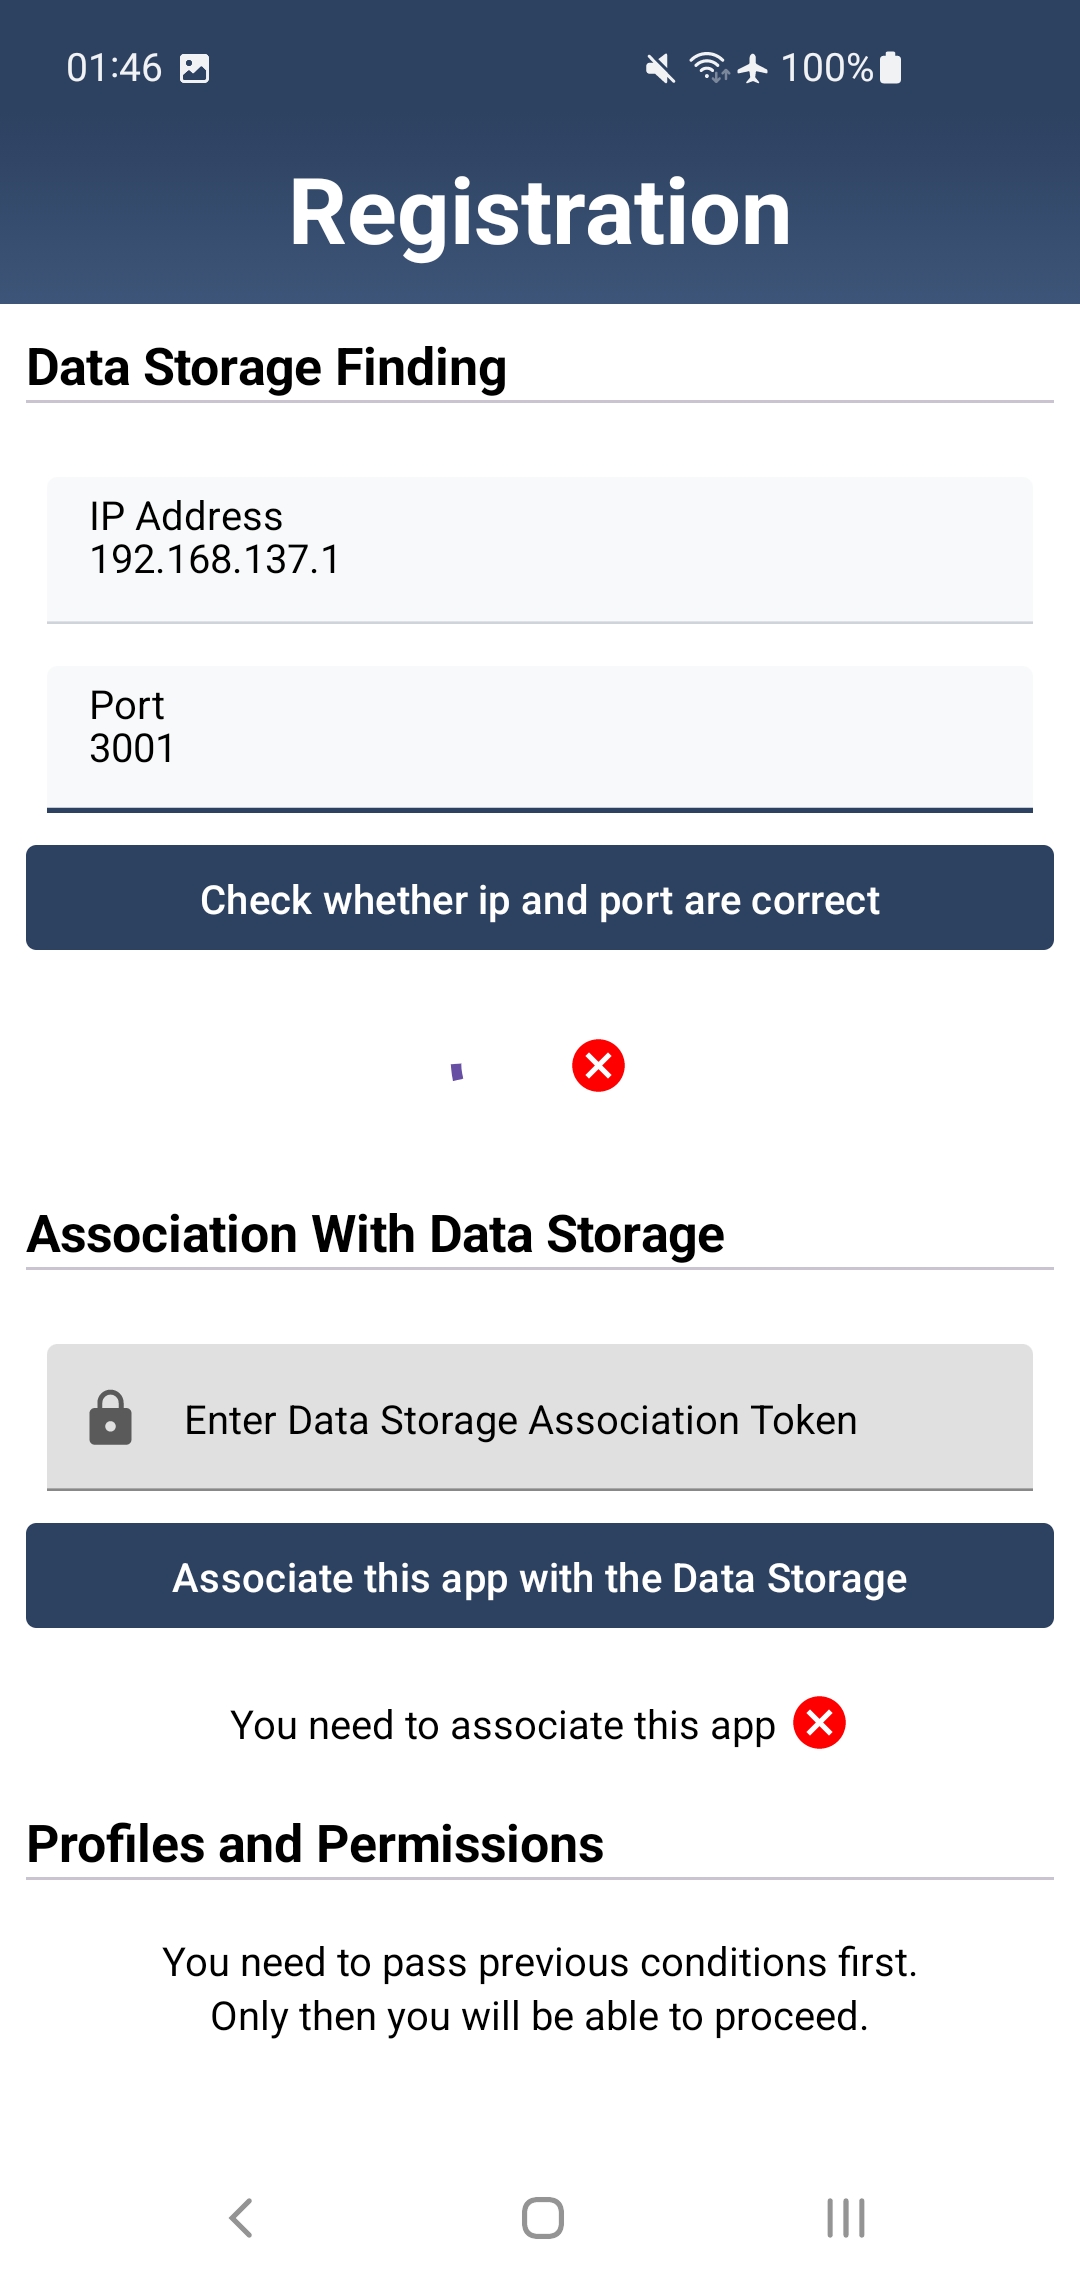 01:46 100%
Registration
Data Storage Finding
IP Address
192.168.137.1
Port
3001
Check whether ip and port are correct
Association With Data Storage
Enter Data Storage Association Token
Associate this app with the Data Storage
You need to associate this app
Profiles and Permissions
You need to pass previous conditions first.
Only then you will be able to proceed.